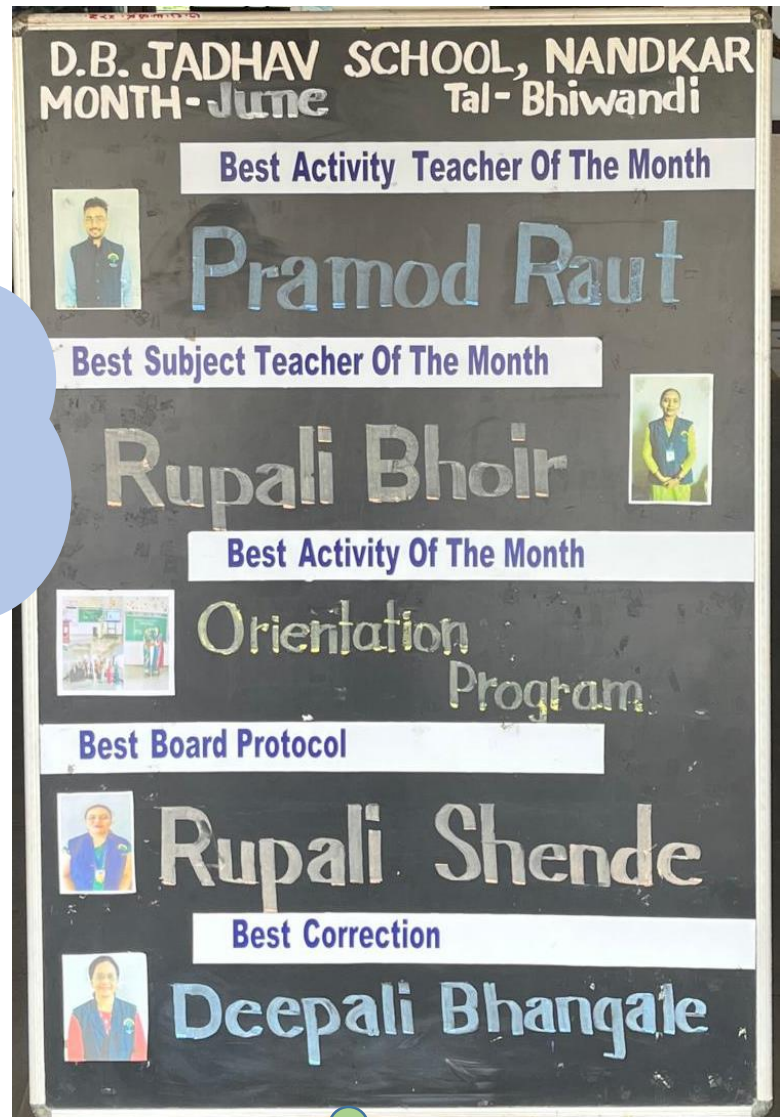 D.B. JADHAV SCHOOL, NANDKAR
MONTH-June Tal-Bhiwandi
Best Activity Teacher Of The Month
Pramod Raut
Best Subject Teacher Of The Month
Rupali Bhoir
Best Activity Of The Month
Orientation
Program
Best Board Protocol
Rupali Shende
Best Correction
Deepali Bhangale